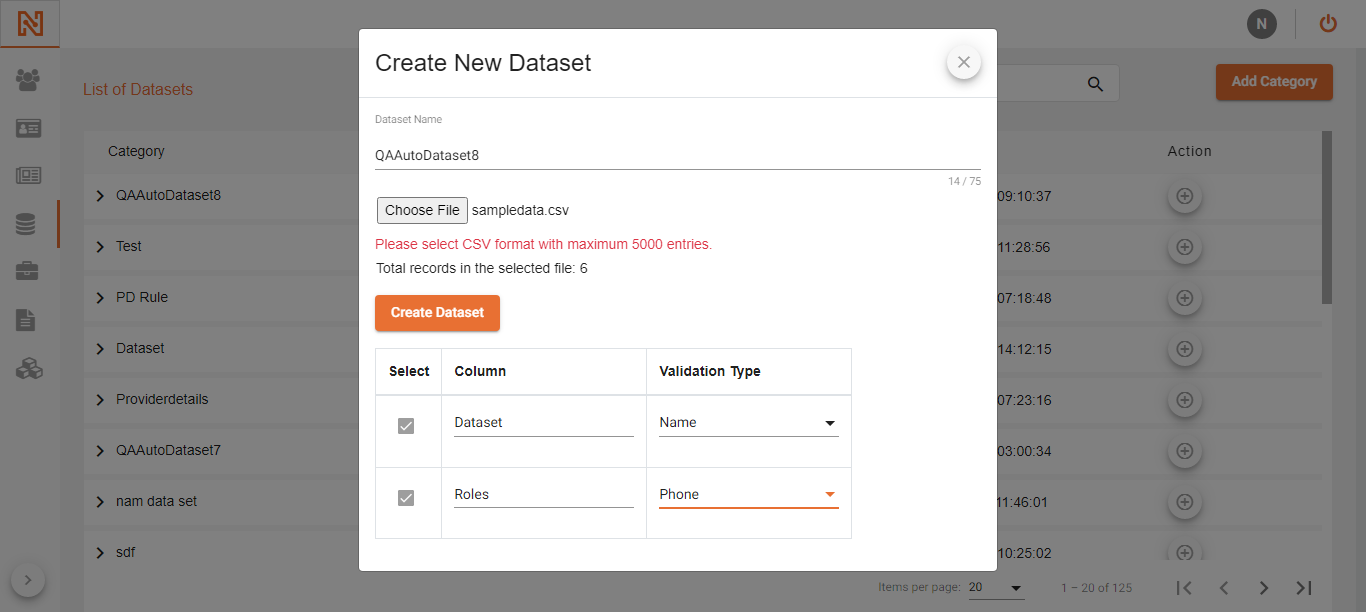 N
Create New Dataset
List of Datasets
Add Category
Dataset Name
QAAutoDataset8
14 / 75
Category
Action
QAAutoDataset8
09:10:37
Choose File sampledata.csv
Please select CSV format with maximum 5000 entries.
Test
11:28:56
Total records in the selected file: 6
PD Rule
07:18:48
Create Dataset
Dataset
14:12:15
Select Column Validation Type
Providerdetails
07:23:16
Dataset Name
QAAutoDataset7
03:00:34
Roles Phone
nam data set
11:46:01
sdf
10:25:02
Items per page: 20 1 – 20 of 125